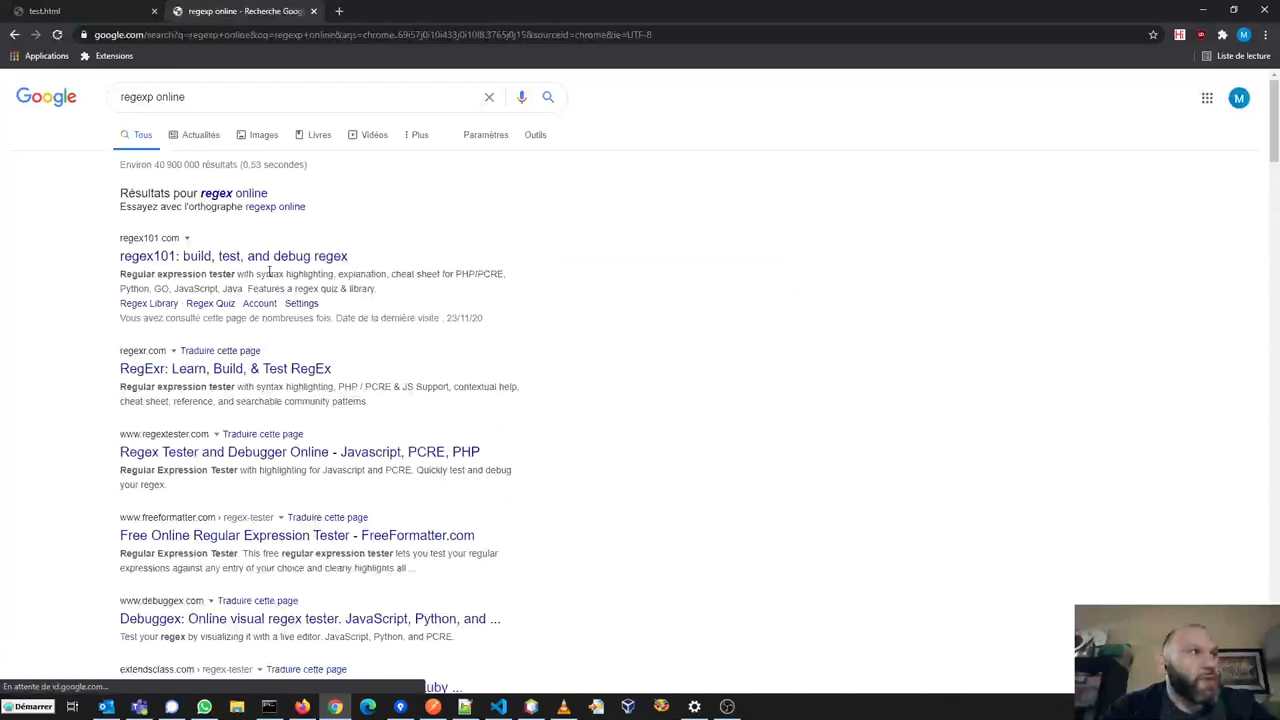 test.html
regexp online - Recherche Goog
google.com/search?q=regexp+online&oq=regexp+online&aqs=chrome..69i57j0i10i433j0i10l8.3765j0j15&sourceid=chrome&ie=UTF-8
Applications
Extensions
Liste de lecture
Google
regexp online
M
Tous
Actualités
Images
Livres
Vidéos
Plus
Paramètres
Outils
Environ 40 900 000 résultats (0,53 secondes)
Résultats pour regex online
Essayez avec l'orthographe regexp online
regex101.com
regex101: build, test, and debug regex
Regular expression tester with syntax highlighting, explanation, cheat sheet for PHP/PCRE,
Python, GO, JavaScript, Java. Features a regex quiz & library.
Regex Library · Regex Quiz Account Settings
Vous avez consulté cette page de nombreuses fois. Date de la dernière visite : 23/11/20
regexr.com Traduire cette page
RegExr: Learn, Build, & Test RegEx
Regular expression tester with syntax highlighting, PHP / PCRE & JS Support, contextual help,
cheat sheet, reference, and searchable community patterns.
www.regextester.com Traduire cette page
Regex Tester and Debugger Online - Javascript, PCRE, PHP
Regular Expression Tester with highlighting for Javascript and PCRE. Quickly test and debug
your regex.
www.freeformatter.com › regex-tester Traduire cette page
Free Online Regular Expression Tester - FreeFormatter.com
Regular Expression Tester. This free regular expression tester lets you test your regular
expressions against any entry of your choice and clearly highlights all ...
www.debuggex.com Traduire cette page
Debuggex: Online visual regex tester. JavaScript, Python, and ...
Test your regex by visualizing it with a live editor. JavaScript, Python, and PCRE.
extendsclass.com › regex-tester Traduire cette page
uby ...
En attente de id.google.com...
Démarrer